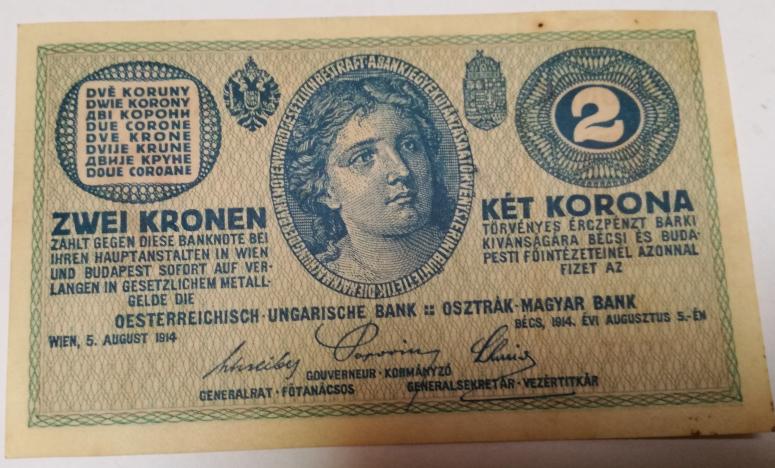 DVĚ KORUNY
DWIE KORONY
ДВІ КОРОНИ
DUE CORONE
DVE KRONE
DVIJE KRUNE
ДВИЈЕ КРУНЕ
DOUE COROANE
2
ZWEI KRONEN
ZAHLT GEGEN DIESE BANKNOTE BEI
IHREN HAUPTANSTALTEN IN WIEN
UND BUDAPEST SOFORT AUF VER-
LANGEN IN GESETZLICHEM METALL-
GELDE DIE
KÉT KORONA
TÖRVÉNYES ÉRCZPÉNZT BÁRKI
KIVÁNSÁGÁRA BÉCSI ÉS BUDA-
PESTI FŐINTÉZETEINÉL AZONNAL
FIZET AZ
OESTERREICHISCH-UNGARISCHE BANK :: OSZTRÁK-MAGYAR BANK
WIEN, 5. AUGUST 1914
BÉCS, 1914. ÉVI AUGUSZTUS 5.-ÉN
GOUVERNEUR-KORMÁNYZÓ
GENERALRAT-FŐTANÁCSOS
GENERALSEKRETÄR-VEZÉRTITKÁR